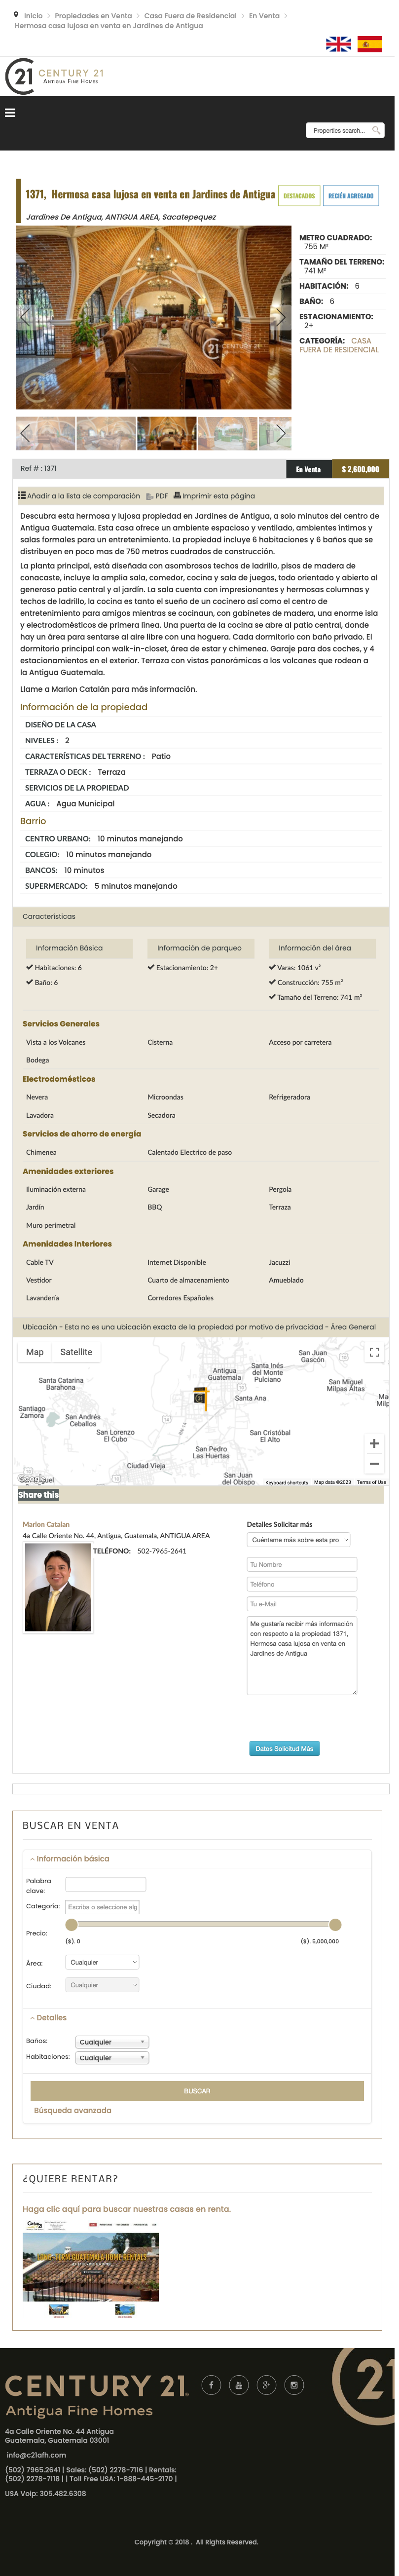 Inicio > Propiedades en Venta > Casa Fuera de Residencial > En Venta >
Hermosa casa lujosa en venta en Jardines de Antigua
21 CENTURY 21
ANTIGUA FINE HOMES
Properties search...
1371, Hermosa casa lujosa en venta en Jardines de Antigua
DESTACADOS
RECIÉN AGREGADO
Jardines De Antigua, ANTIGUA AREA, Sacatepequez
METRO CUADRADO:
755 M²
TAMAÑO DEL TERRENO:
741 M²
HABITACIÓN: 6
BAÑO: 6
ESTACIONAMIENTO:
2+
CATEGORÍA: CASA
FUERA DE RESIDENCIAL
21 CENTURY 21
Ref # : 1371
En Venta
$ 2,600,000
Anadir a la lista de comparación PDF Imprimir esta página
Descubra esta hermosa y lujosa propiedad en Jardines de Antigua, a solo minutos del centro de
Antigua Guatemala. Esta casa ofrece un ambiente espacioso y ventilado, ambientes íntimos y
salas formales para un entretenimiento. La propiedad incluye 6 habitaciones y 6 baños que se
distribuyen en poco mas de 750 metros cuadrados de construcción.
La planta principal, está diseñada con asombrosos techos de ladrillo, pisos de madera de
conacaste, incluye la amplia sala, comedor, cocina y sala de juegos, todo orientado y abierto al
generoso patio central y al jardín. La sala cuenta con impresionantes y hermosas columnas y
techos de ladrillo, la cocina es tanto el sueño de un cocinero así como el centro de
entretenimiento para amigos mientras se cocinan, con gabinetes de madera, una enorme isla
y electrodomésticos de primera línea. Una puerta de la cocina se abre al patio central, donde
hay un área para sentarse al aire libre con una hoguera. Cada dormitorio con baño privado. El
dormitorio principal con walk-in-closet, área de estar y chimenea. Garaje para dos coches, y 4
estacionamientos en el exterior. Terraza con vistas panorámicas a los volcanes que rodean a
la Antigua Guatemala.
Llame a Marlon Catalán para más información.
Información de la propiedad
DISEÑO DE LA CASA
NIVELES : 2
CARACTERÍSTICAS DEL TERRENO : Patio
TERRAZA O DECK : Terraza
SERVICIOS DE LA PROPIEDAD
AGUA : Agua Municipal
Barrio
CENTRO URBANO: 10 minutos manejando
COLEGIO: 10 minutos manejando
BANCOS: 10 minutos
SUPERMERCADO: 5 minutos manejando
Características
Información Básica
Información de parqueo
Información del área
Habitaciones: 6
Estacionamiento: 2+
Varas: 1061 v²
Baño: 6
Construcción: 755 m²
Tamaño del Terreno: 741 m²
Servicios Generales
Vista a los Volcanes Cisterna Acceso por carretera
Bodega
Electrodomésticos
Nevera Microondas Refrigeradora
Lavadora Secadora
Servicios de ahorro de energía
Chimenea Calentado Electrico de paso
Amenidades exteriores
Iluminación externa Garage Pergola
Jardín BBQ Terraza
Muro perimetral
Amenidades Interiores
Cable TV Internet Disponible Jacuzzi
Vestidor Cuarto de almacenamiento Amueblado
Lavandería Corredores Españoles
Ubicación - Esta no es una ubicación exacta de la propiedad por motivo de privacidad - Área General
Map Satellite
San Juan
Gascón
Antigua
Guatemala
Santa Inés
del Monte
Pulciano
Santa Catarina
Barahona
San Miguel
Milpas Altas
Santa Ana
Santiago
Zamora
San Andrés
Ceballos
San Lorenzo
El Cubo
San Cristóbal
El Alto
San Pedro
Las Huertas
Ciudad Vieja
San Juan
del Obispo
Google
Keyboard shortcuts Map data ©2023 Terms of Use
Share this
Marlon Catalan
4a Calle Oriente No. 44, Antigua, Guatemala, ANTIGUA AREA
TELÉFONO: 502-7965-2641
Detalles Solicitar más
Cuéntame más sobre esta pro
Tu Nombre
Teléfono
Tu e-Mail
Me gustaría recibir más información
con respecto a la propiedad 1371,
Hermosa casa lujosa en venta en
Jardines de Antigua
Datos Solicitud Más
BUSCAR EN VENTA
Información básica
Palabra
clave:
Categoría: Escriba o seleccione alg
Precio:
($). 0 ($). 5,000,000
Área: Cualquier
Ciudad: Cualquier
Detalles
Baños: Cualquier
Habitaciones: Cualquier
BUSCAR
Búsqueda avanzada
¿QUIERE RENTAR?
Haga clic aquí para buscar nuestras casas en renta.
CENTURY 21
Antigua Fine Homes
21
4a Calle Oriente No. 44 Antigua
Guatemala, Guatemala 03001
info@c21afh.com
(502) 7965.2641 | Sales: (502) 2278-7116 | Rentals:
(502) 2278-7118 | | Toll Free USA: 1-888-445-2170 |
USA Voip: 305.482.6308
Copyright © 2018 . All Rights Reserved.